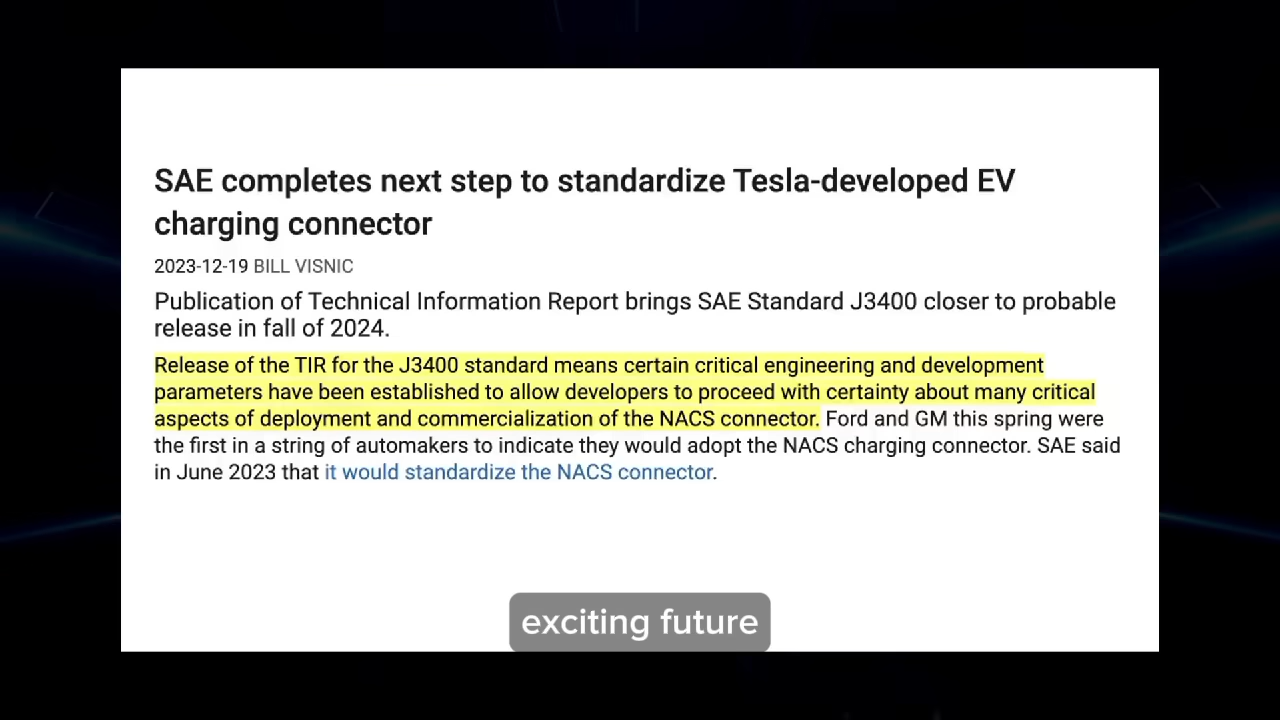 SAE completes next step to standardize Tesla-developed EV
charging connector
2023-12-19 BILL VISNIC
Publication of Technical Information Report brings SAE Standard J3400 closer to probable
release in fall of 2024.
Release of the TIR for the J3400 standard means certain critical engineering and development
parameters have been established to allow developers to proceed with certainty about many critical
aspects of deployment and commercialization of the NACS connector. Ford and GM this spring were
the first in a string of automakers to indicate they would adopt the NACS charging connector. SAE said
in June 2023 that it would standardize the NACS connector.
exciting future